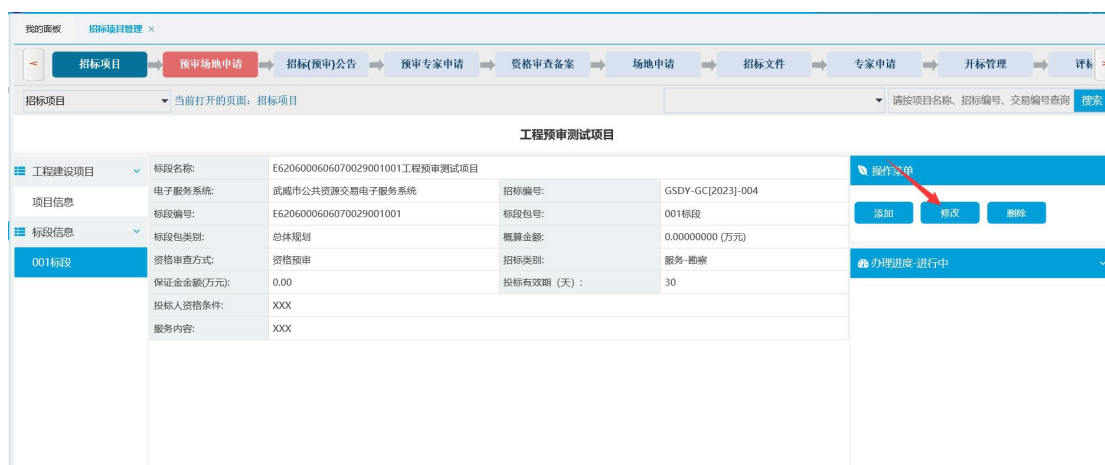 我的面板 招标项目管理 ×
< 招标项目 预审场地申请 招标(预审)公告 预审专家申请 资格审查备案 场地申请 招标文件 专家申请 开标管理
招标项目 当前打开的页面：招标项目 请按项目名称、招标编号、交易编号查询 搜索
工程预审测试项目
工程建设项目
项目信息
标段信息
001标段
标段名称: E6206000606070029001001工程预审测试项目
电子服务系统: 武威市公共资源交易电子服务系统 招标编号: GSDY-GC[2023]-004
标段编号: E6206000606070029001001 标段包号: 001标段
标段包类别: 总体规划 概算金额: 0.00000000 (万元)
资格审查方式: 资格预审 招标类别: 服务-勘察
保证金金额(万元): 0.00 投标有效期（天）: 30
投标人资格条件: XXX
服务内容: XXX
操作菜单
添加 修改 删除
办理进度-进行中